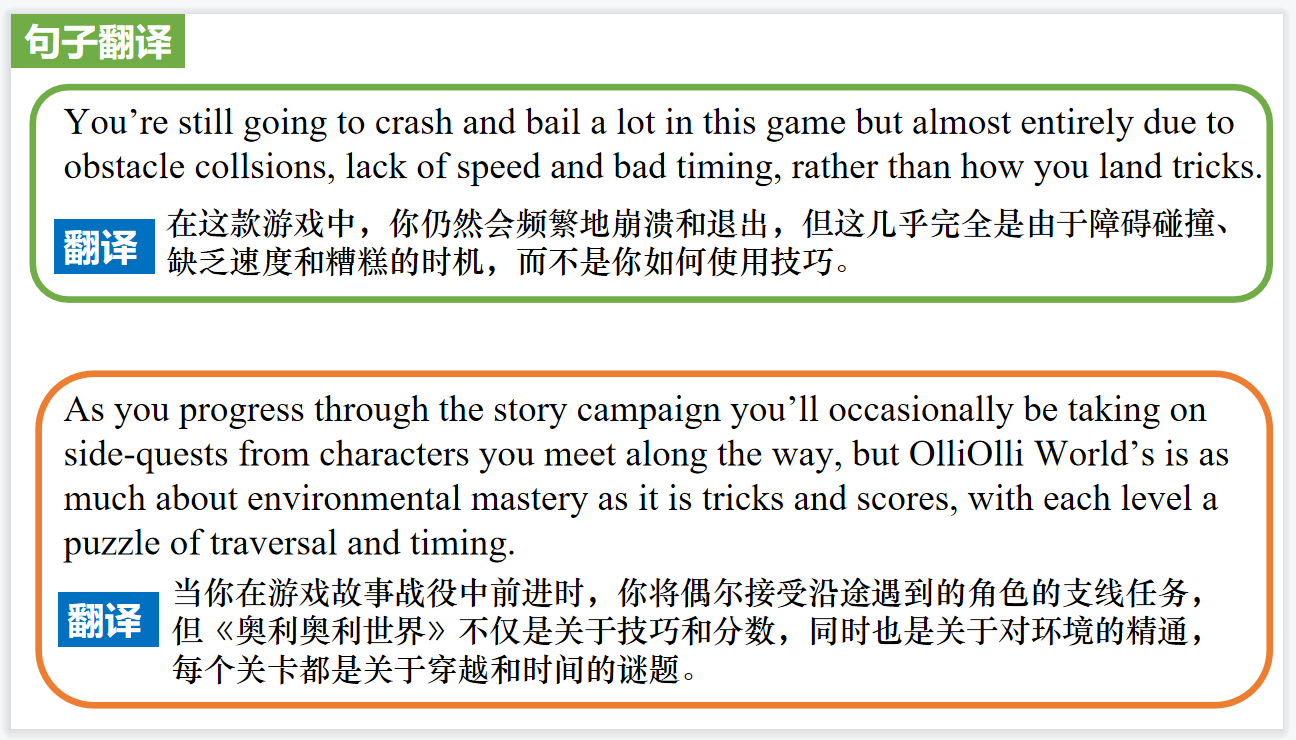 句子翻译
You’re still going to crash and bail a lot in this game but almost entirely due to
obstacle collsions, lack of speed and bad timing, rather than how you land tricks.
翻译
在这款游戏中，你仍然会频繁地崩溃和退出，但这几乎完全是由于障碍碰撞、
缺乏速度和糟糕的时机，而不是你如何使用技巧。
As you progress through the story campaign you’ll occasionally be taking on
side-quests from characters you meet along the way, but OlliOlli World’s is as
much about environmental mastery as it is tricks and scores, with each level a
puzzle of traversal and timing.
翻译
当你在游戏故事战役中前进时，你将偶尔接受沿途遇到的角色的支线任务，
但《奥利奥利世界》不仅是关于技巧和分数，同时也是关于对环境的精通，
每个关卡都是关于穿越和时间的谜题。